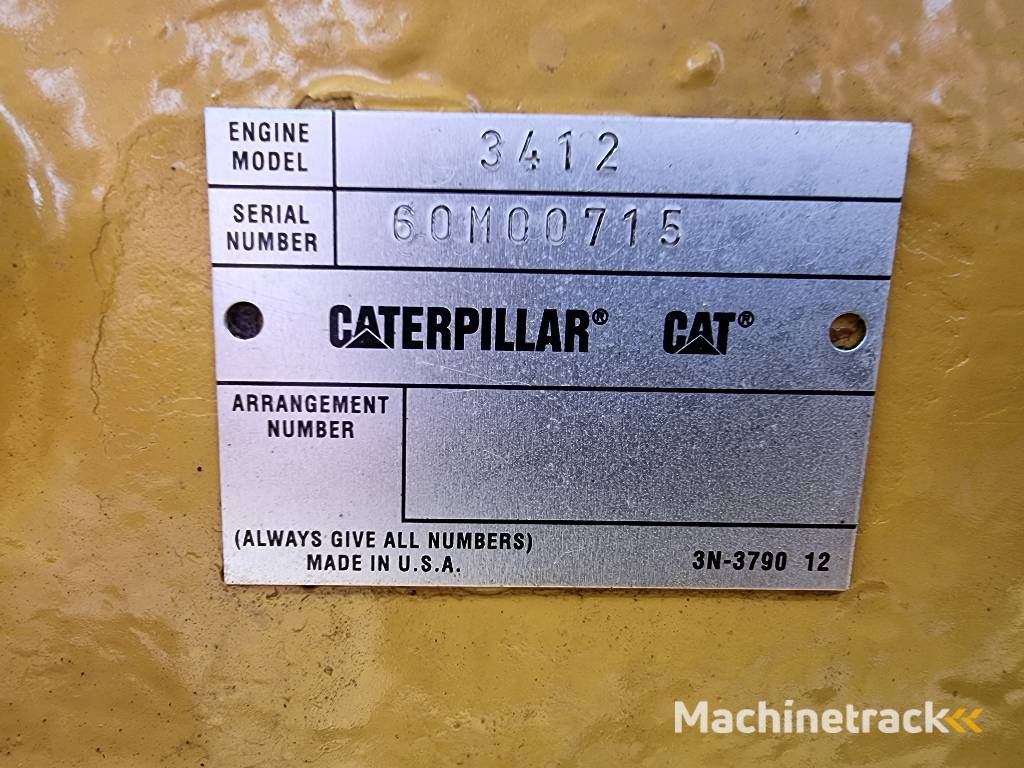 ENGINE MODEL 3412
SERIAL NUMBER 60M00715
CATERPILLAR® CAT®
ARRANGEMENT
NUMBER
(ALWAYS GIVE ALL NUMBERS)
MADE IN U.S.A. 3N-3790 12
Machinetrack